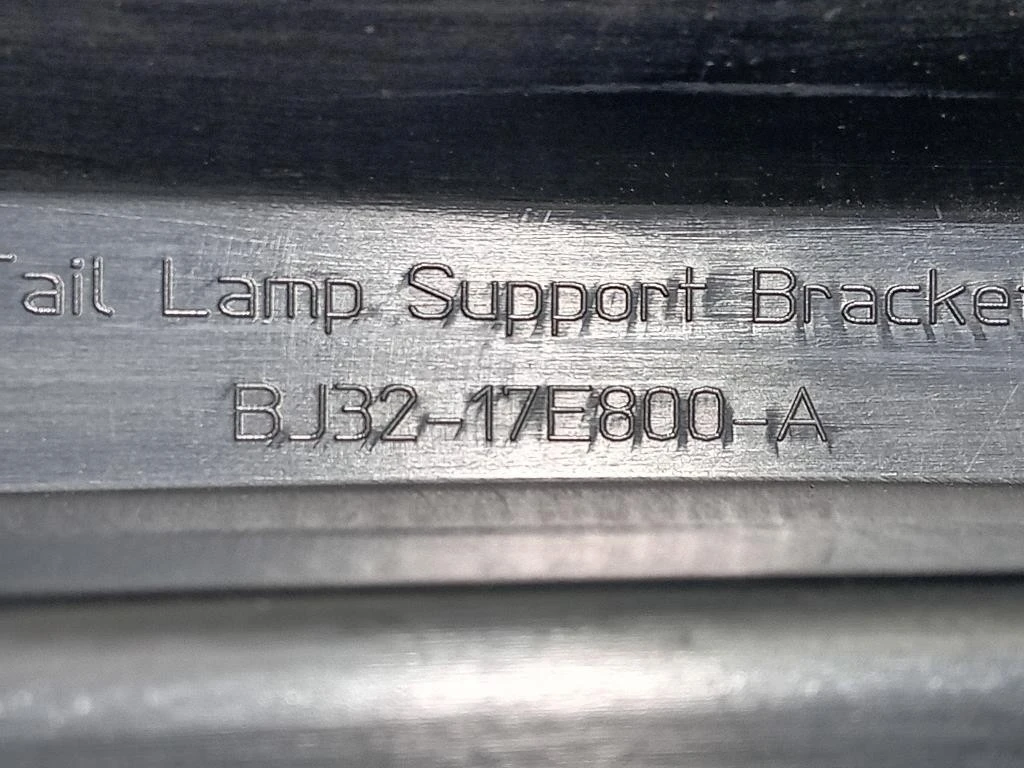 Tail Lamp Support Bracket
BJ32-17E800-A